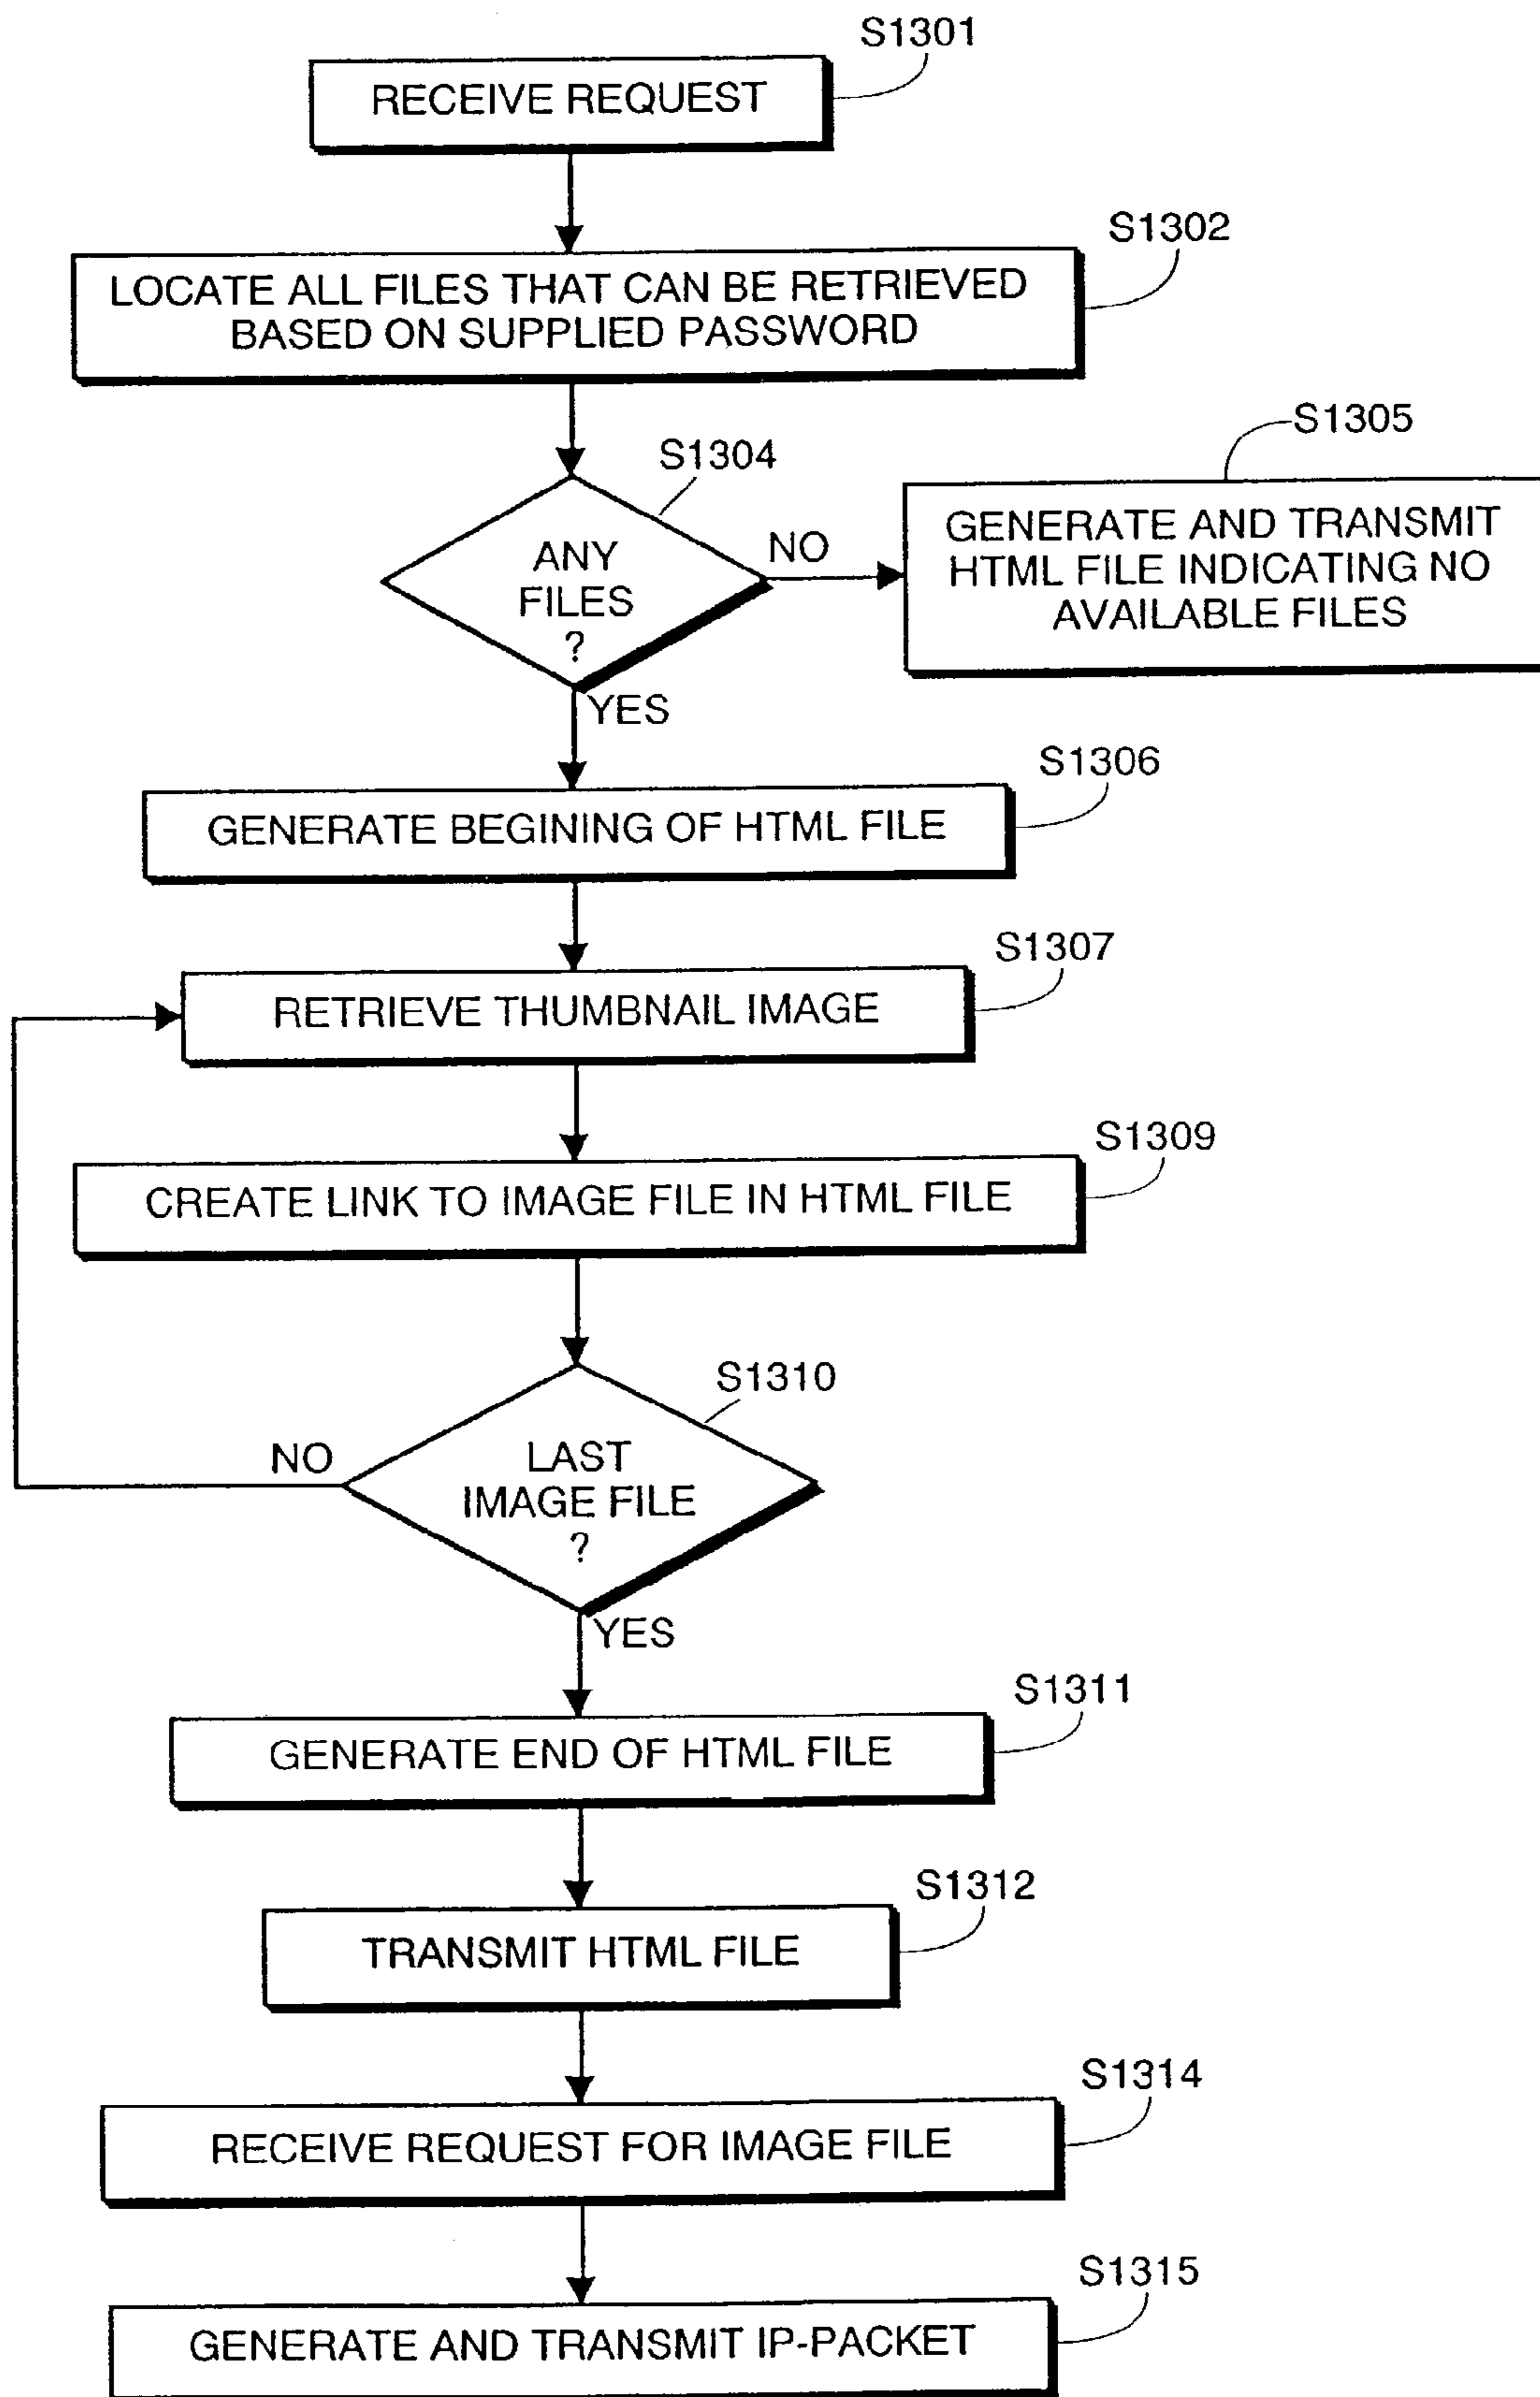 S1301
RECEIVE REQUEST
S1302
LOCATE ALL FILES THAT CAN BE RETRIEVED
BASED ON SUPPLIED PASSWORD
S1304
ANY
FILES
?
NO
S1305
GENERATE AND TRANSMIT
HTML FILE INDICATING NO
AVAILABLE FILES
YES
S1306
GENERATE BEGINING OF HTML FILE
S1307
RETRIEVE THUMBNAIL IMAGE
S1309
CREATE LINK TO IMAGE FILE IN HTML FILE
S1310
LAST
IMAGE FILE
?
NO
YES
S1311
GENERATE END OF HTML FILE
S1312
TRANSMIT HTML FILE
S1314
RECEIVE REQUEST FOR IMAGE FILE
S1315
GENERATE AND TRANSMIT IP-PACKET